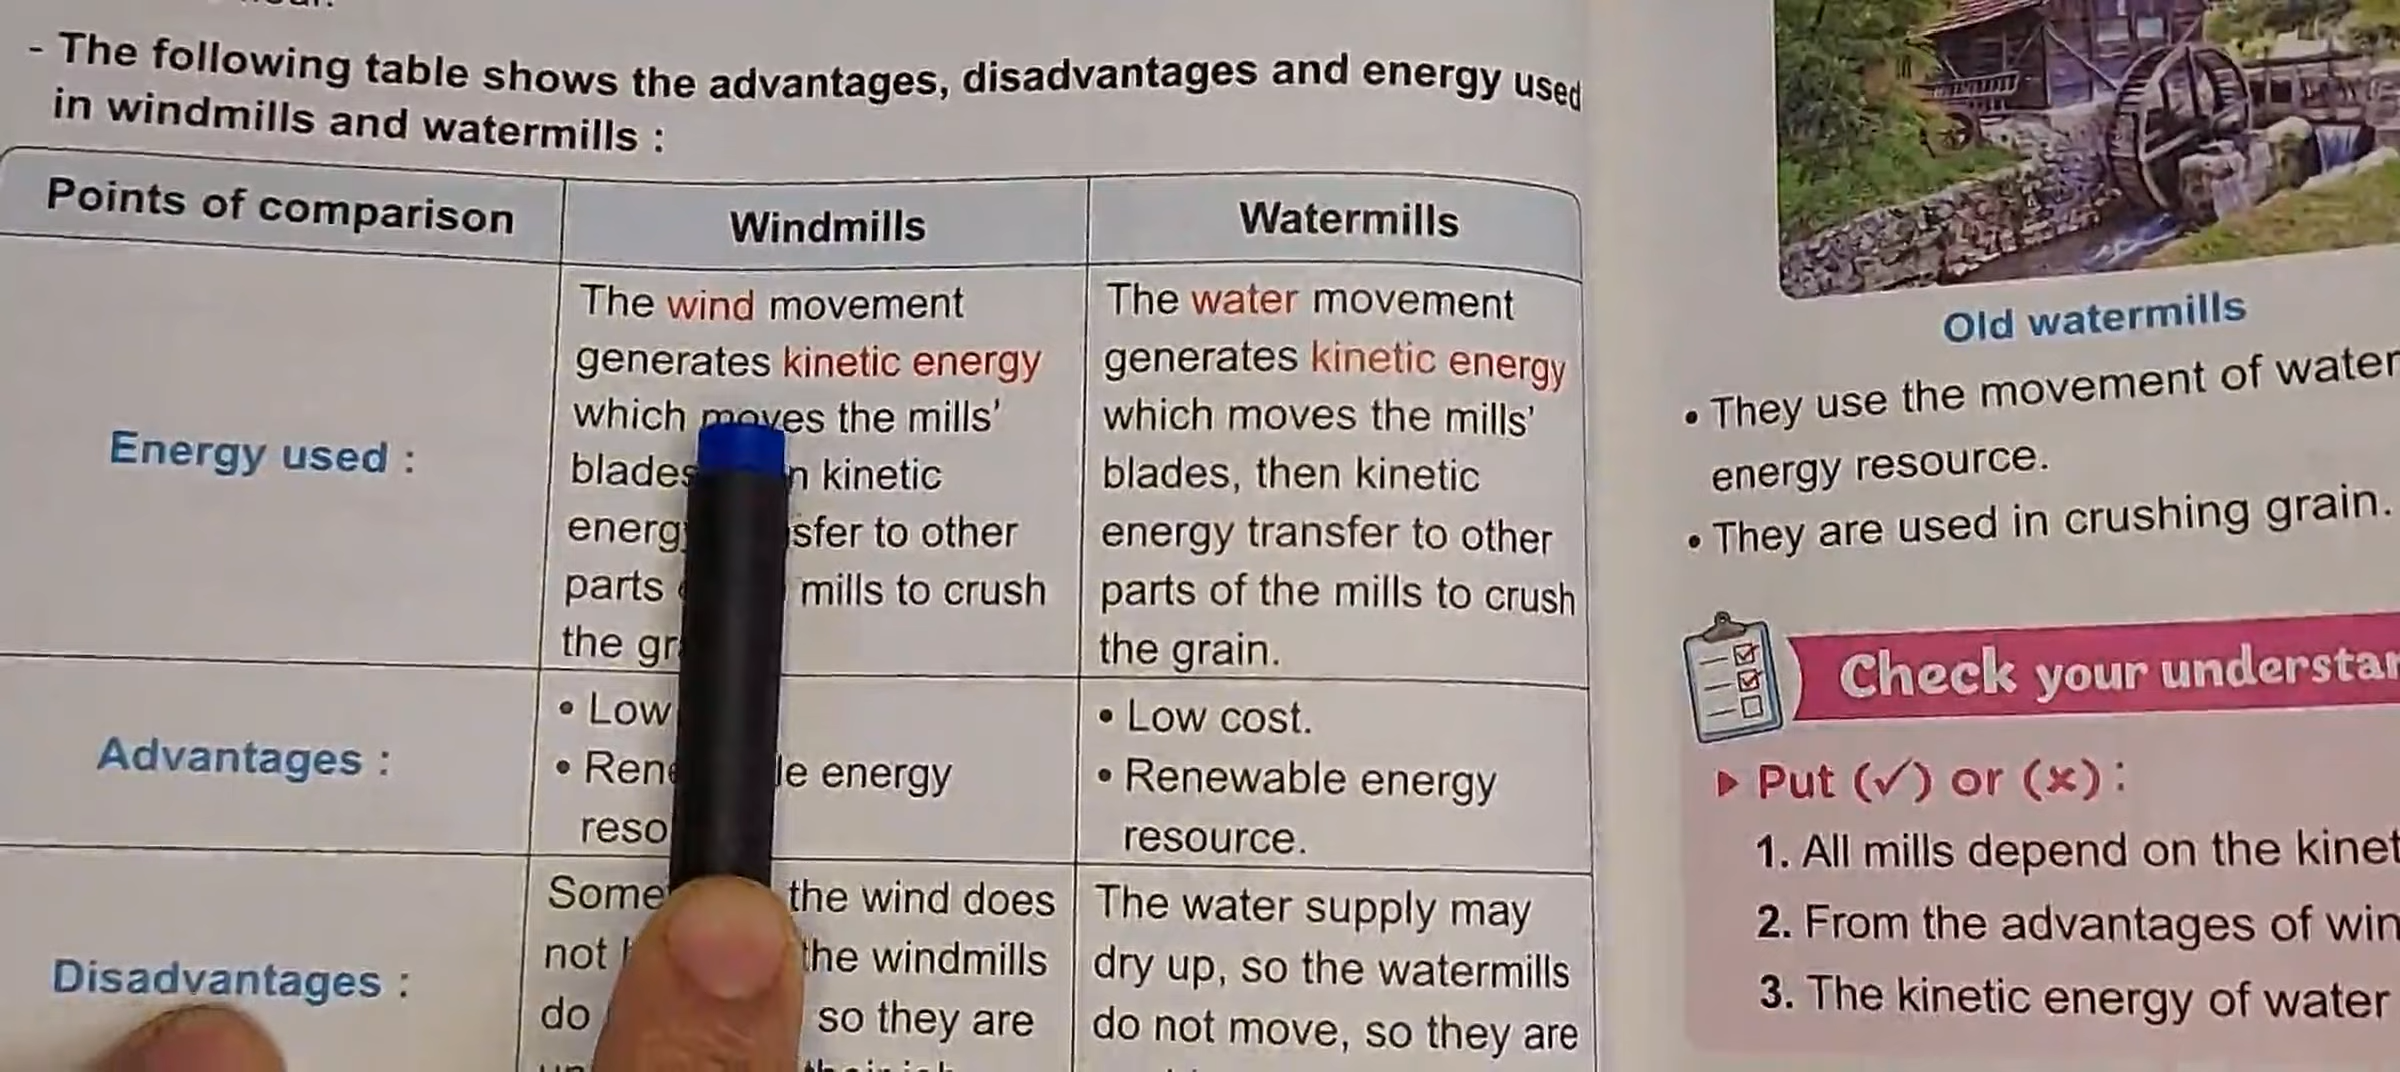 - The following table shows the advantages, disadvantages and energy used
in windmills and watermills :
Points of comparison
Windmills
Watermills
Energy used :
The wind movement
generates kinetic energy
which moves the mills'
blades kinetic
to other
parts mills to crush
the
The water movement
generates kinetic energy
which moves the mills'
blades, then kinetic
energy transfer to other
parts of the mills to crush
the grain.
Advantages :
• Low
• energy
• Low cost.
• Renewable energy
resource.
Disadvantages :
the wind does
not the windmills
do so they are
The water supply may
dry up, so the watermills
do not move, so they are
Old watermills
• They use the movement of water
energy resource.
• They are used in crushing grain.
Check your
Put (✓) or (×) :
1. All mills depend on the
2. From the advantages of
3. The kinetic energy of water